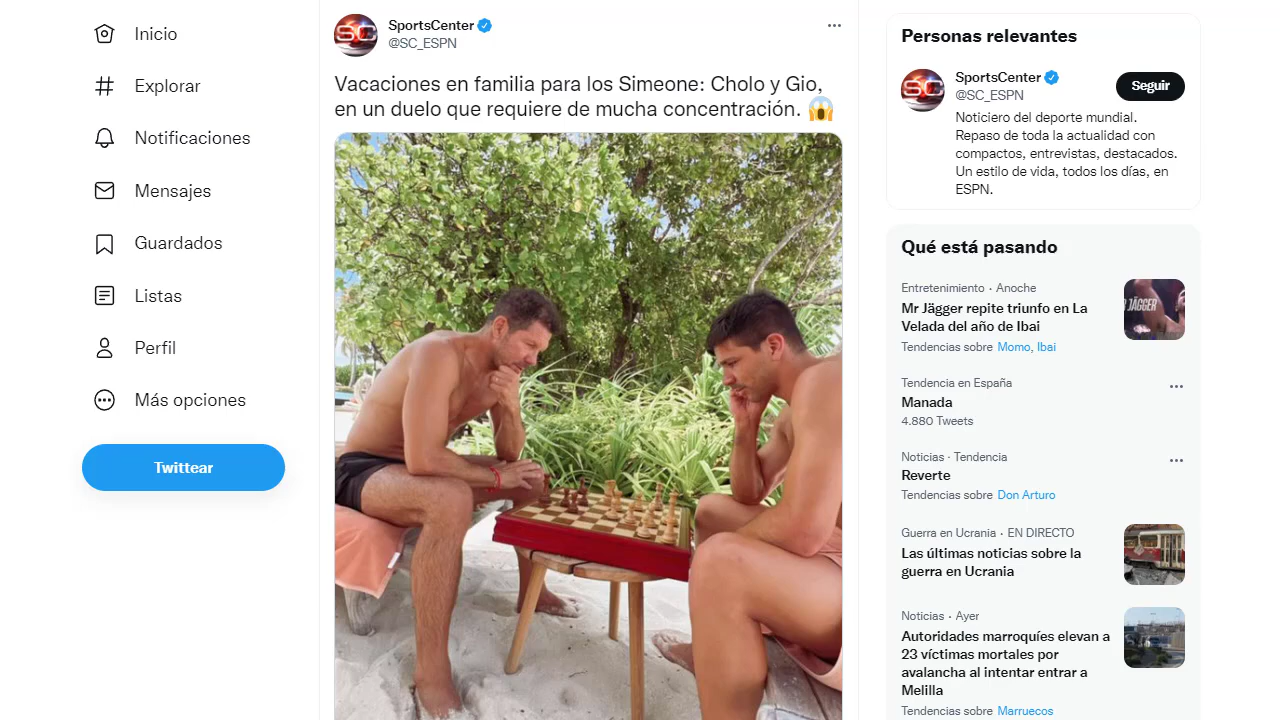 Inicio
Explorar
Notificaciones
Mensajes
Guardados
Listas
Perfil
Más opciones
Twittear
SC
SportsCenter
@SC_ESPN
Vacaciones en familia para los Simeone: Cholo y Gio,
en un duelo que requiere de mucha concentración. 😱
Personas relevantes
SC
SportsCenter
@SC_ESPN
Seguir
Noticiero del deporte mundial.
Repaso de toda la actualidad con
compactos, entrevistas, destacados.
Un estilo de vida, todos los días, en
ESPN.
Qué está pasando
Entretenimiento · Anoche
Mr Jägger repite triunfo en La
Velada del año de Ibai
Tendencias sobre Momo, Ibai
JÄGGER
Tendencia en España
Manada
4.880 Tweets
Noticias · Tendencia
Reverte
Tendencias sobre Don Arturo
Guerra en Ucrania · EN DIRECTO
Las últimas noticias sobre la
guerra en Ucrania
Noticias · Ayer
Autoridades marroquíes elevan a
23 víctimas mortales por
avalancha al intentar entrar a
Melilla
Tendencias sobre Marruecos